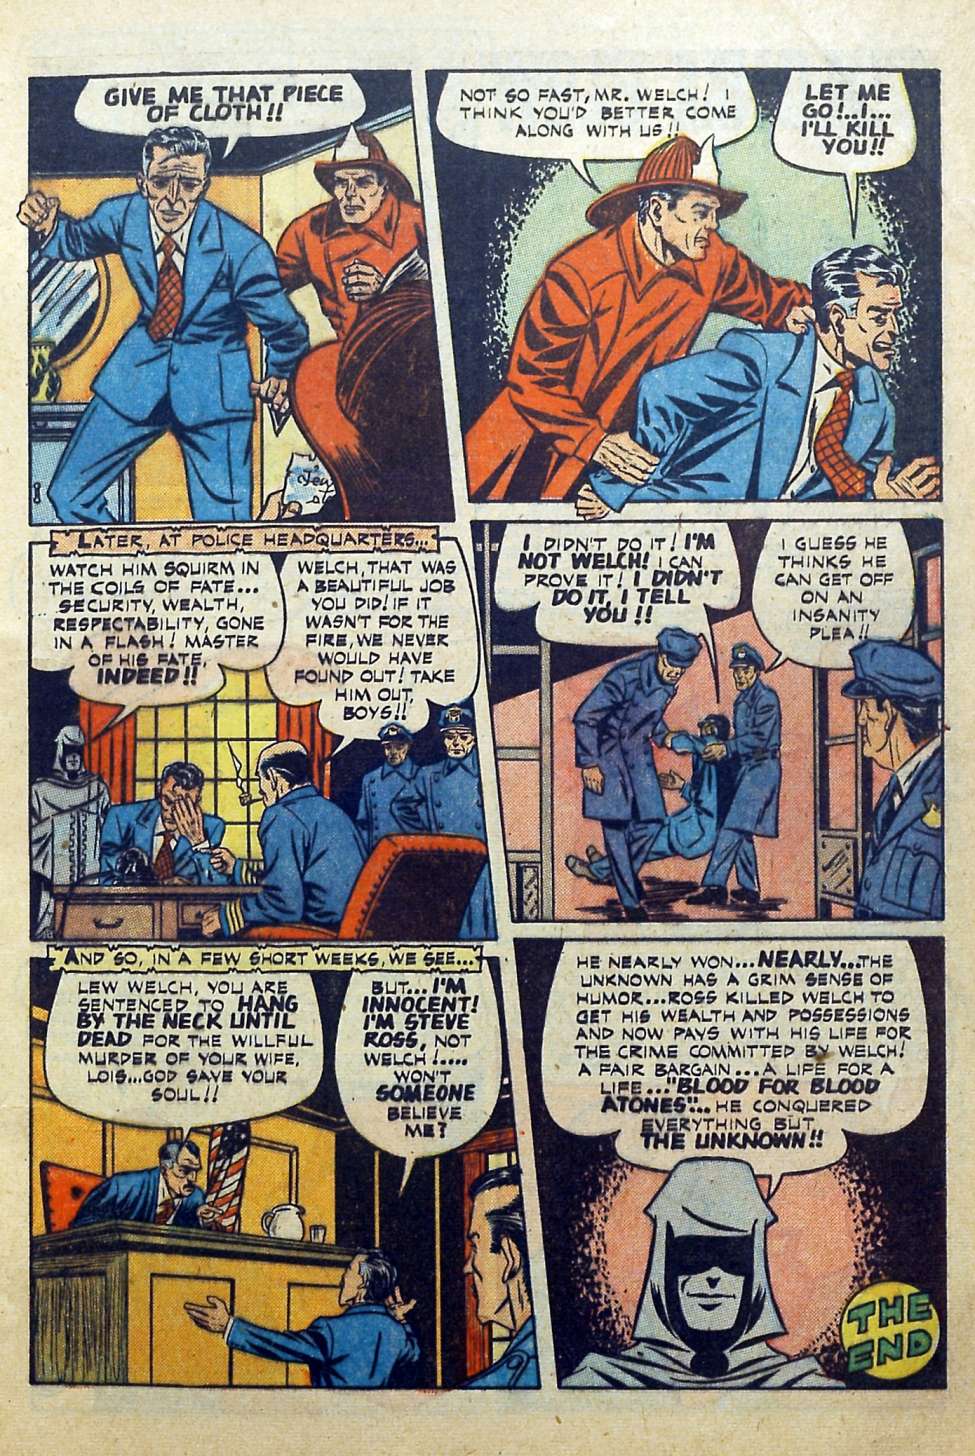 GIVE ME THAT PIECE
OF CLOTH!!
NOT SO FAST, MR. WELCH! I
THINK YOU'D BETTER COME
ALONG WITH US!!
LET ME
GO!..I...
I'LL KILL
YOU!!
LATER, AT POLICE HEADQUARTERS...
WATCH HIM SQUIRM IN
THE COILS OF FATE...
SECURITY, WEALTH,
RESPECTABILITY, GONE
IN A FLASH! MASTER
OF HIS FATE,
INDEED!!
WELCH, THAT WAS
A BEAUTIFUL JOB
YOU DID! IF IT
WASN'T FOR THE
FIRE, WE NEVER
WOULD HAVE
FOUND OUT! TAKE
HIM OUT,
BOYS!!
I DIDN'T DO IT! I'M
NOT WELCH! I CAN
PROVE IT! I DIDN'T
DO IT, I TELL
YOU!!
I GUESS HE
THINKS HE
CAN GET OFF
ON AN
INSANITY
PLEA!!
AND SO, IN A FEW SHORT WEEKS, WE SEE...
LEW WELCH, YOU ARE
SENTENCED TO HANG
BY THE NECK UNTIL
DEAD FOR THE WILLFUL
MURDER OF YOUR WIFE,
LOIS...GOD SAVE YOUR
SOUL!!
BUT...I'M
INNOCENT!
I'M STEVE
ROSS, NOT
WELCH!....
WON'T
SOMEONE
BELIEVE
ME?
HE NEARLY WON...NEARLY...THE
UNKNOWN HAS A GRIM SENSE OF
HUMOR...ROSS KILLED WELCH TO
GET HIS WEALTH AND POSSESSIONS
AND NOW PAYS WITH HIS LIFE FOR
THE CRIME COMMITTED BY WELCH!
A FAIR BARGAIN...A LIFE FOR A
LIFE..."BLOOD FOR BLOOD
ATONES"...HE CONQUERED
EVERYTHING BUT
THE UNKNOWN!!
THE
END